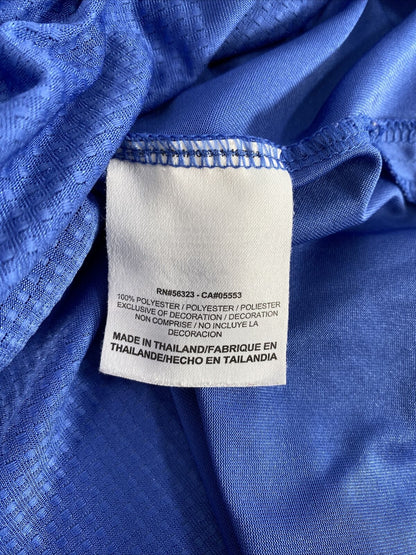 RN#56323 - CA#05553
100% POLYESTER / POLYESTER / POLIESTER
EXCLUSIVE OF DECORATION / DECORATION
NON COMPRISE / NO INCLUYE LA
DECORACION
MADE IN THAILAND/FABRIQUE EN
THAILANDE/HECHO EN TAILANDIA